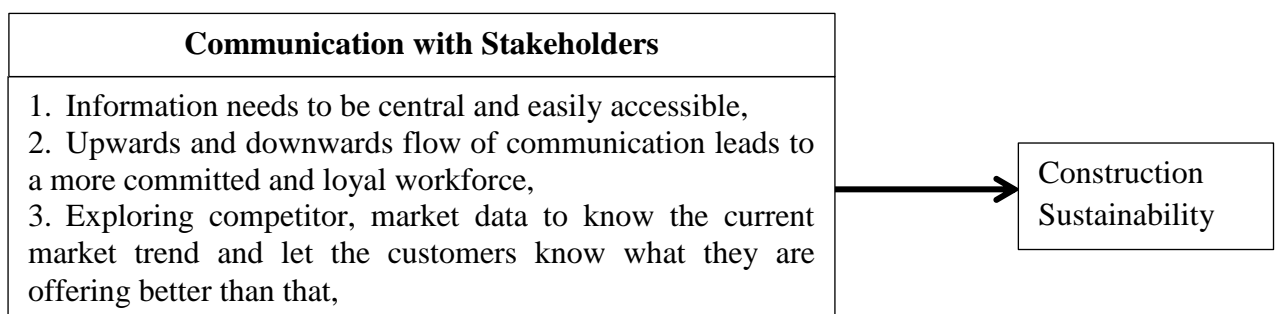 Communication with Stakeholders
1. Information needs to be central and easily accessible,
2. Upwards and downwards flow of communication leads to
a more committed and loyal workforce,
3. Exploring competitor, market data to know the current
market trend and let the customers know what they are
offering better than that,
Construction
Sustainability